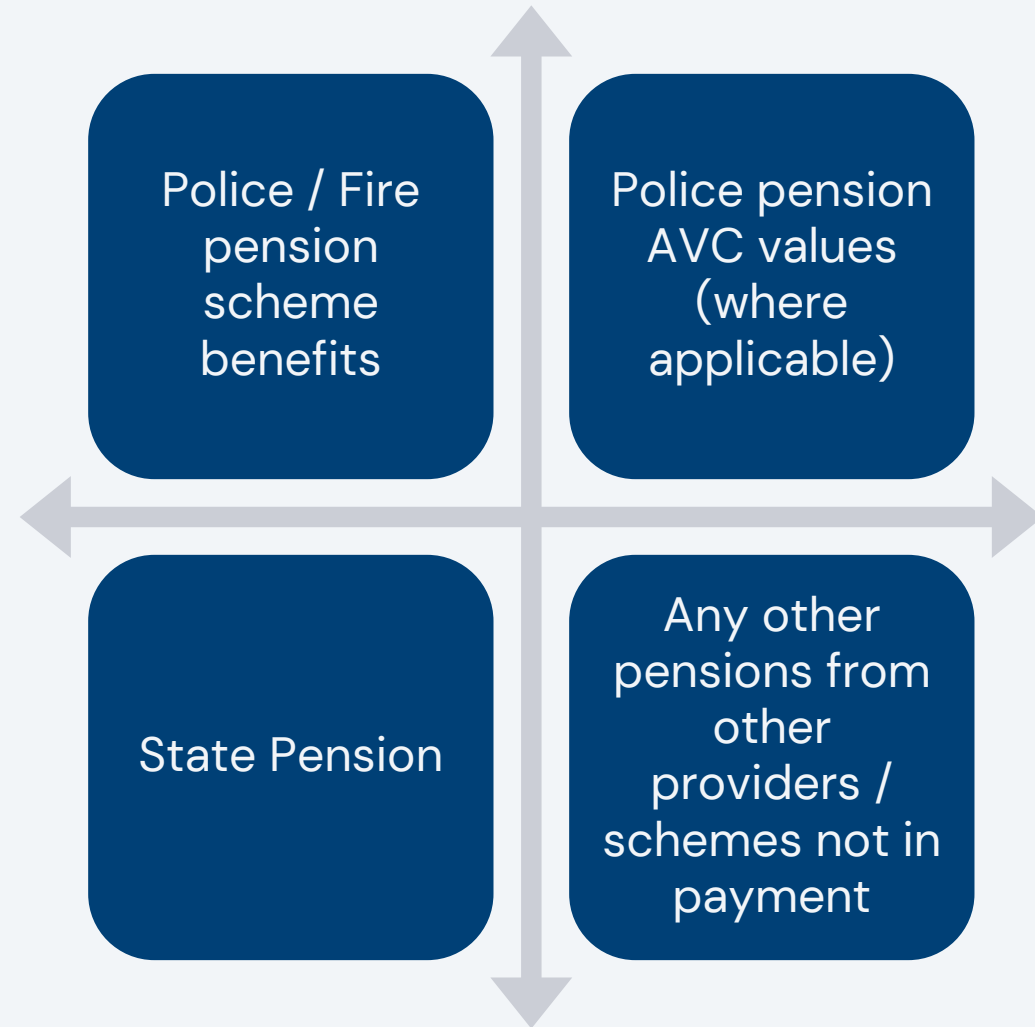 Police / Fire
pension
scheme
benefits
Police pension
AVC values
(where
applicable)
State Pension
Any other
pensions from
other
providers /
schemes not in
payment